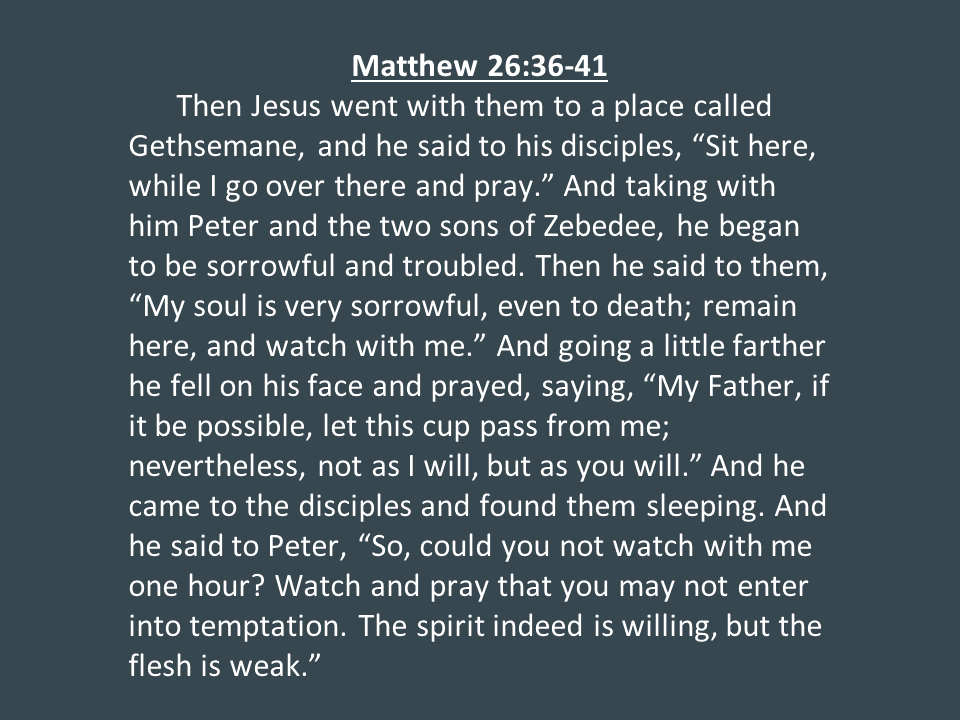 Matthew 26:36-41
Then Jesus went with them to a place called
Gethsemane, and he said to his disciples, “Sit here,
while I go over there and pray.” And taking with
him Peter and the two sons of Zebedee, he began
to be sorrowful and troubled. Then he said to them,
“My soul is very sorrowful, even to death; remain
here, and watch with me.” And going a little farther
he fell on his face and prayed, saying, “My Father, if
it be possible, let this cup pass from me;
nevertheless, not as I will, but as you will.” And he
came to the disciples and found them sleeping. And
he said to Peter, “So, could you not watch with me
one hour? Watch and pray that you may not enter
into temptation. The spirit indeed is willing, but the
flesh is weak.”